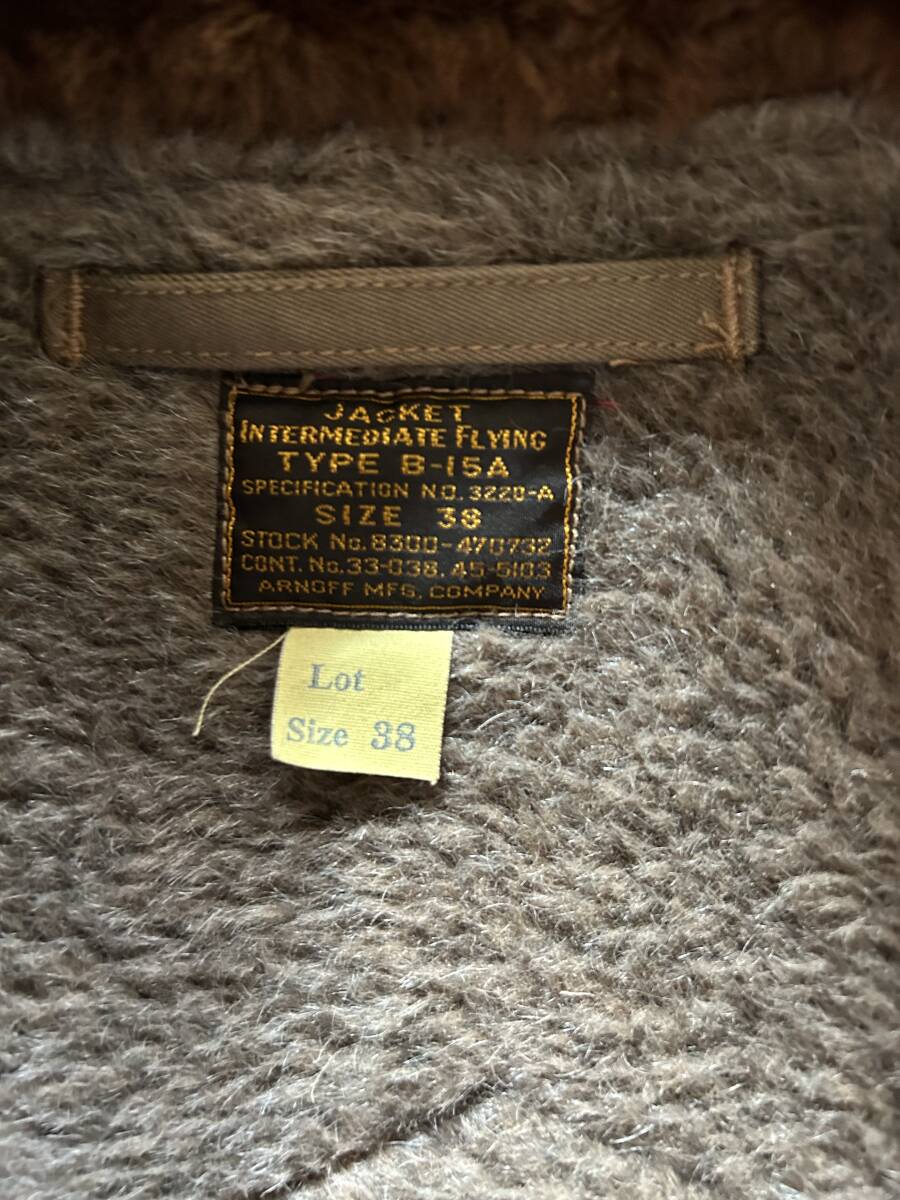 JACKET
INTERMEDIATE FLYING
TYPE B-15A
SPECIFICATION NO. 3220-A
SIZE 38
STOCK No. 8300-470732
CONT. No. 33-038. 45-5103
ARNOFF MFG. COMPANY
Lot
Size 38